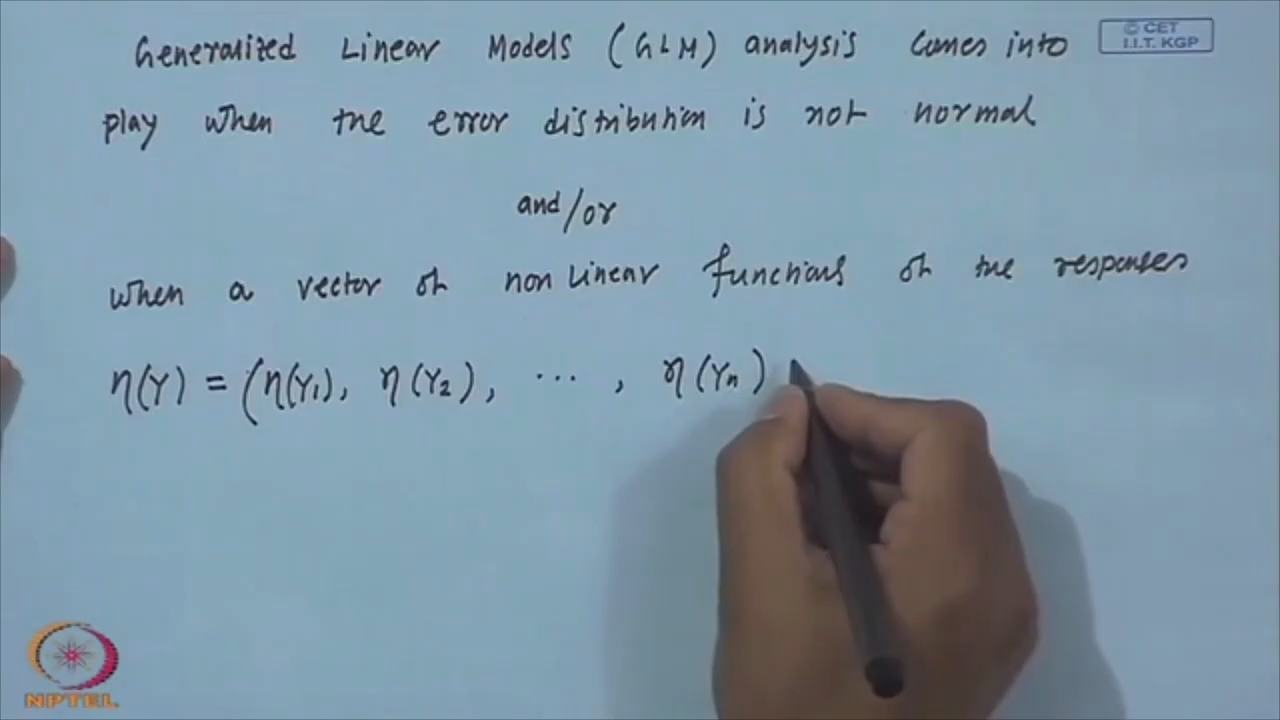 Generalized Linear Models (GLM) analysis Comes into
© CET
I.I.T. KGP
play when the error distribution is not normal
and/or
when a vector of non linear functions of the responses
η(Y) = (η(Y₁), η(Y₂), ... , η(Yₙ)
NPTEL